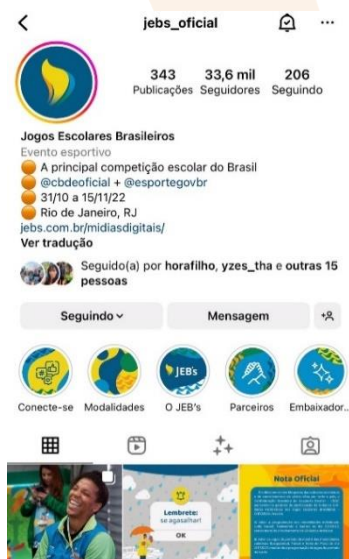 jebs_oficial
343 33,6 mil 206
Publicações Seguidores Seguindo
Jogos Escolares Brasileiros
Evento esportivo
A principal competição escolar do Brasil
@cbdeoficial + @esportegovbr
31/10 a 15/11/22
Rio de Janeiro, RJ
jebs.com.br/midiasdigitais/
Ver tradução
Seguido(a) por horafilho, yzes_tha e outras 15
pessoas
Seguindo Mensagem
JEB's
Conecte-se Modalidades O JEB's Parceiros Embaixador...
Lembrete:
se agasalhar!
OK
Nota Oficial